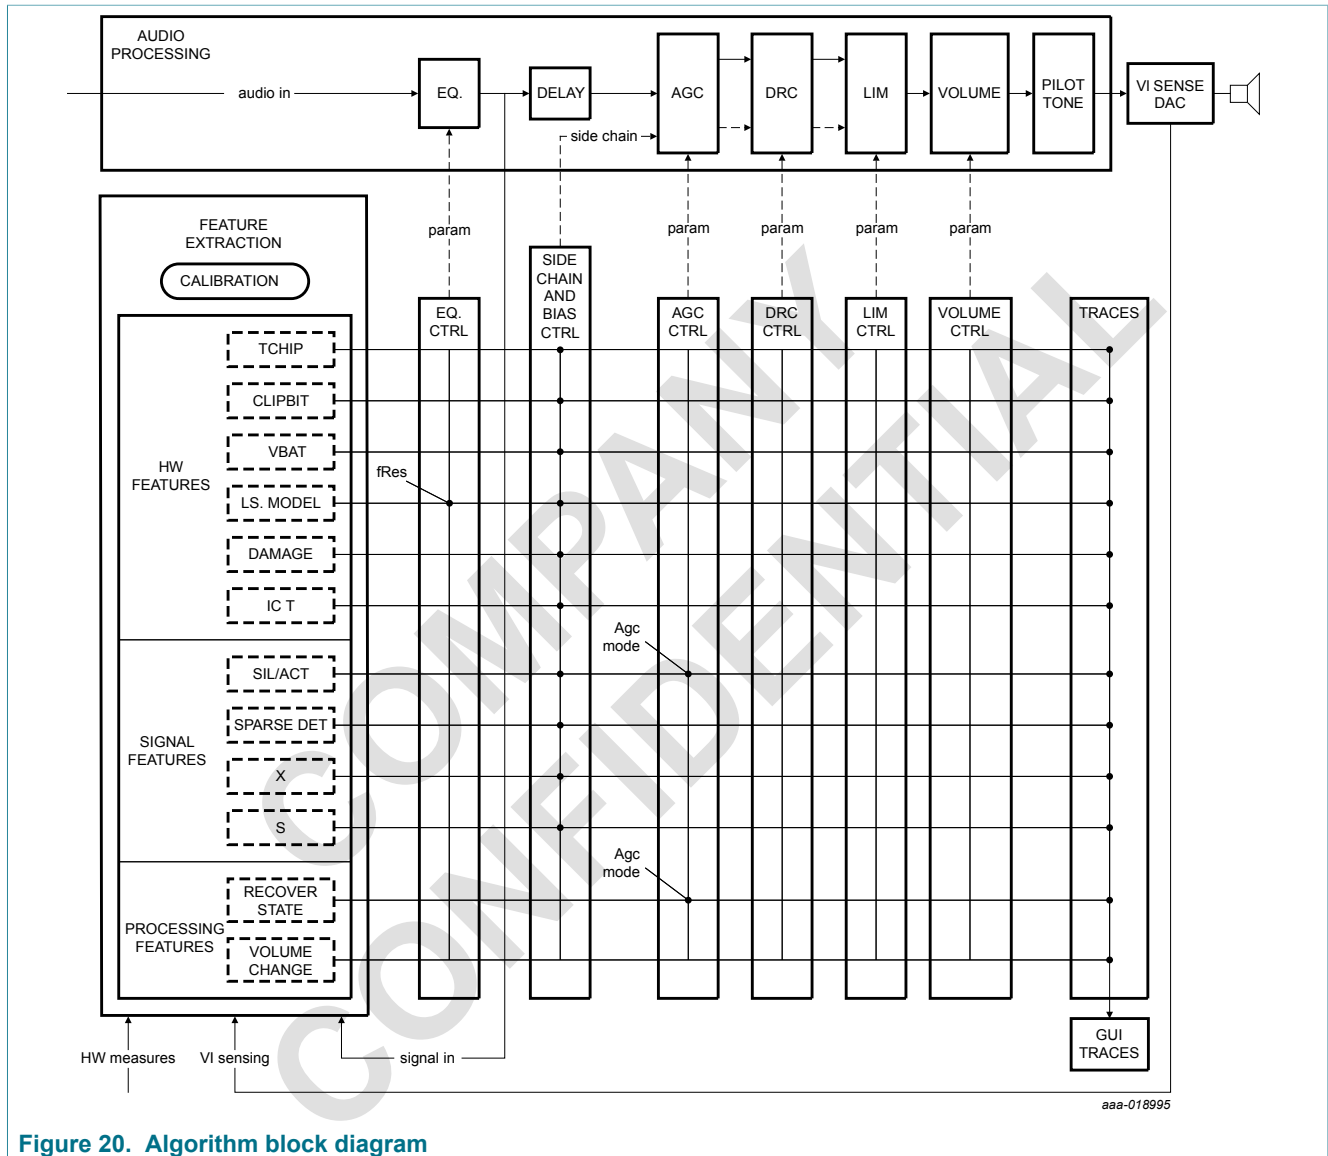 AUDIO
PROCESSING
audio in
EQ.
DELAY
AGC
DRC
LIM
VOLUME
PILOT
TONE
VI SENSE
DAC
side chain
param
param
param
param
param
FEATURE
EXTRACTION
CALIBRATION
EQ.
CTRL
SIDE
CHAIN
AND
BIAS
CTRL
AGC
CTRL
DRC
CTRL
LIM
CTRL
VOLUME
CTRL
TRACES
HW
FEATURES
TCHIP
CLIPBIT
VBAT
LS. MODEL
DAMAGE
IC T
fRes
SIGNAL
FEATURES
SIL/ACT
SPARSE DET
X
S
Agc
mode
PROCESSING
FEATURES
RECOVER
STATE
VOLUME
CHANGE
Agc
mode
GUI
TRACES
HW measures
VI sensing
signal in
aaa-018995
COMPANY
CONFIDENTIAL
Figure 20. Algorithm block diagram